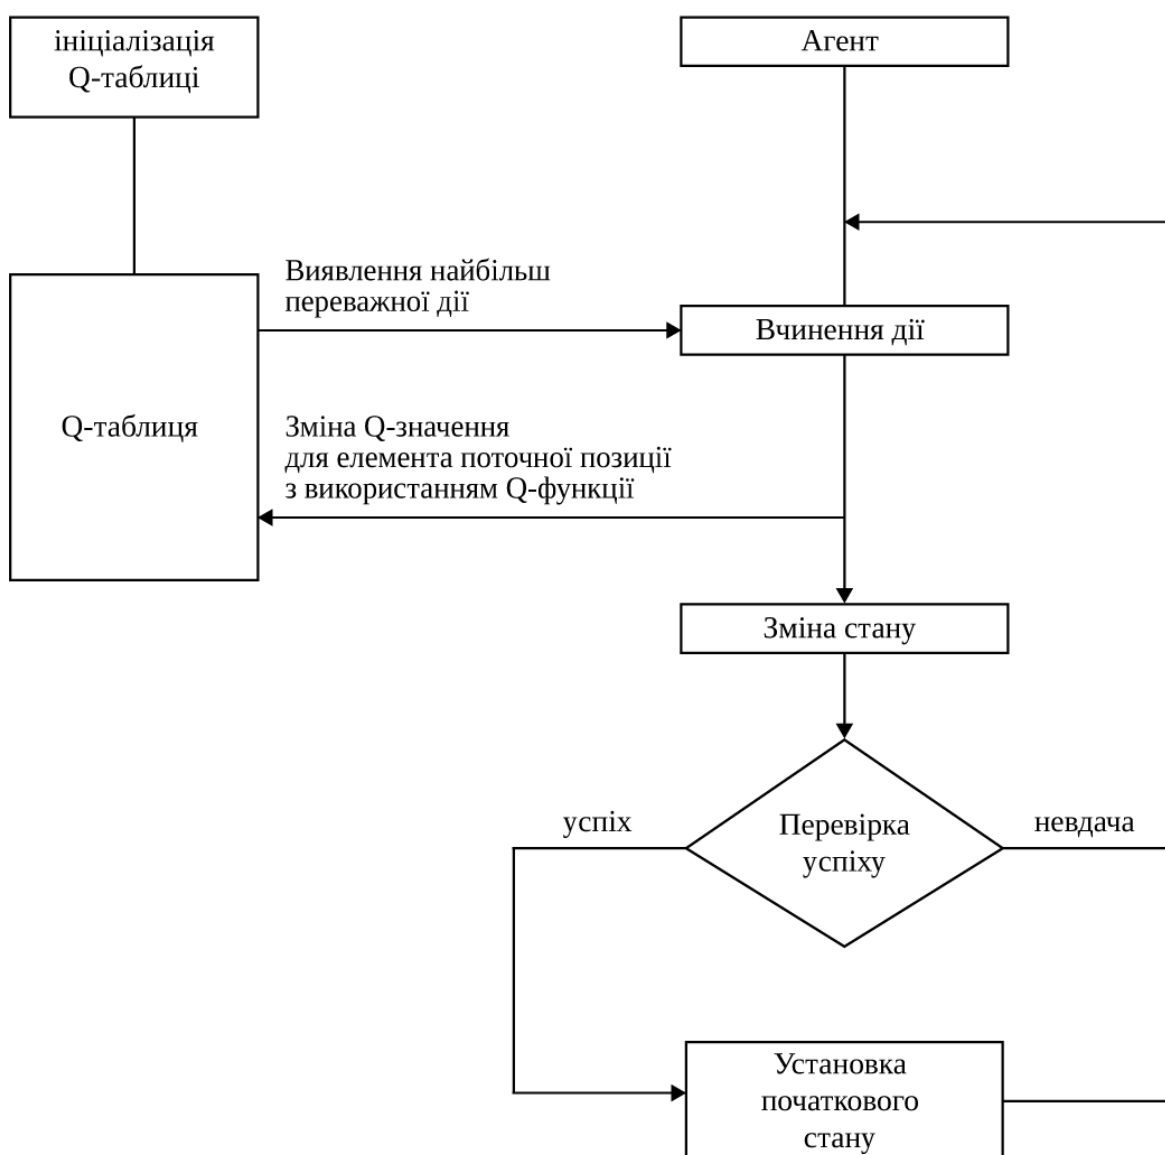 ініціалізація
Q-таблиці
Агент
Виявлення найбільш
переважної дії
Вчинення дії
Q-таблиця
Зміна Q-значення
для елемента поточної позиції
з використанням Q-функції
Зміна стану
успіх
Перевірка
успіху
невдача
Установка
початкового
стану